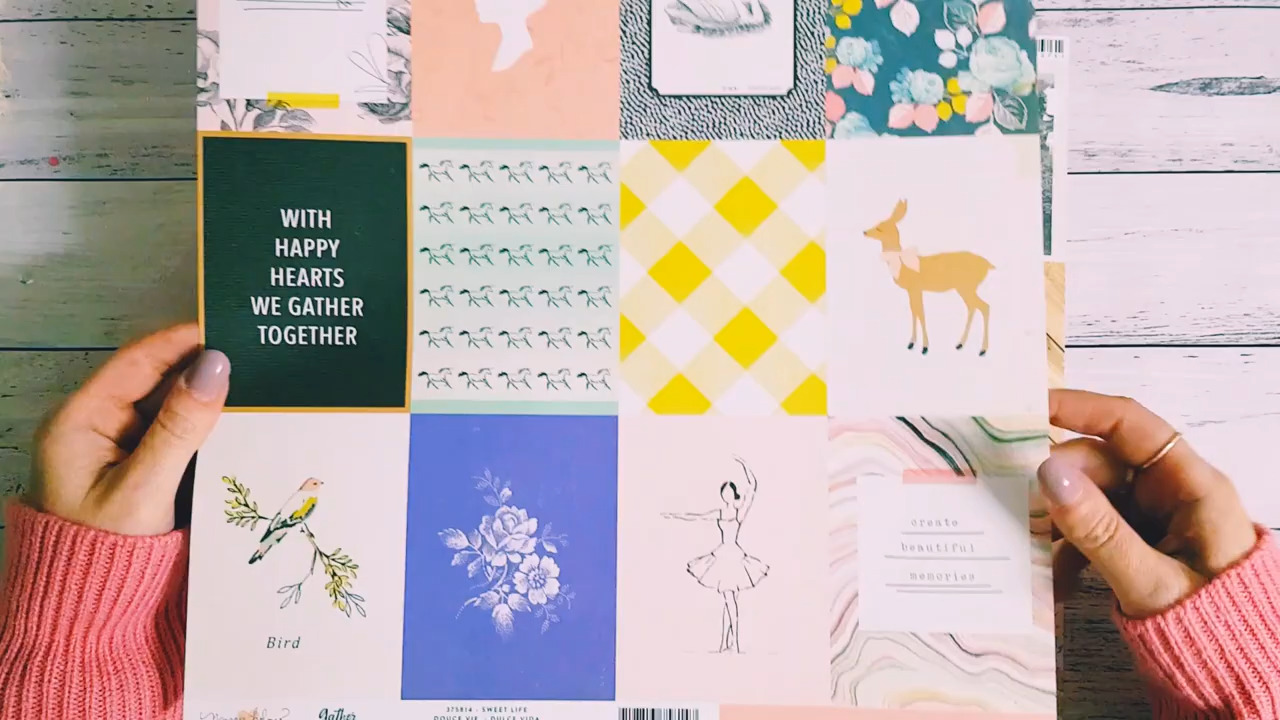 WITH
HAPPY
HEARTS
WE GATHER
TOGETHER
create
beautiful
memories
Bird
gather
375814 - SWEET LIFE
DOUCE VIE - DULCE VIDA